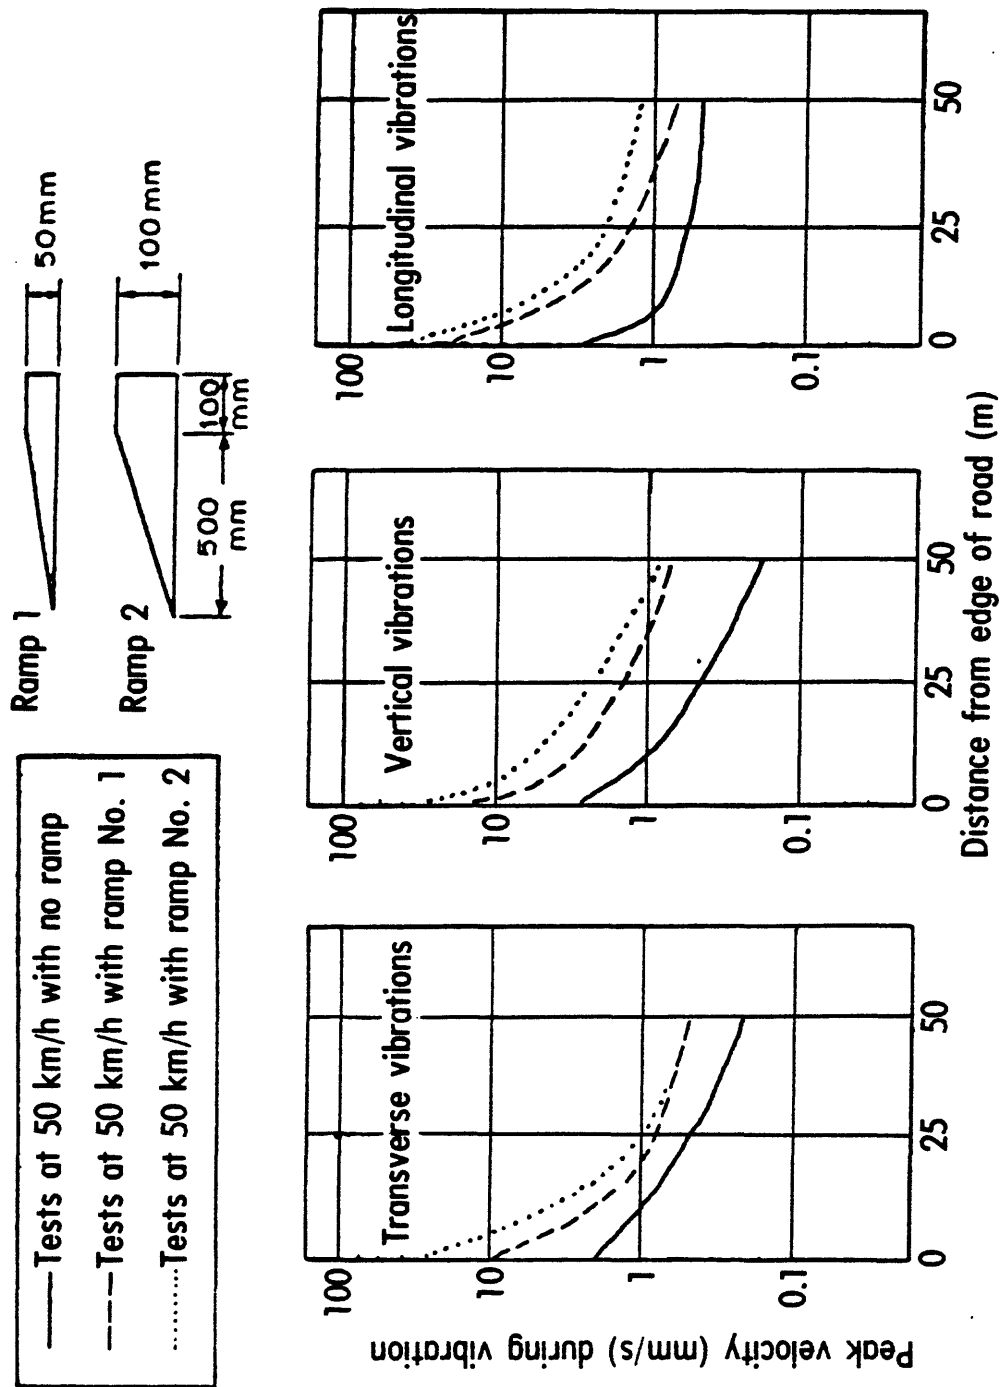 Tests at 50 km/h with no ramp
Tests at 50 km/h with ramp No. 1
Tests at 50 km/h with ramp No. 2
Ramp 1
50mm
Ramp 2
100mm
500
mm
100
mm
Peak velocity (mm/s) during vibration
Transverse vibrations
100
10
1
0.1
0
25
50
Vertical vibrations
100
10
1
0.1
0
25
50
Longitudinal vibrations
100
10
1
0.1
0
25
50
Distance from edge of road (m)